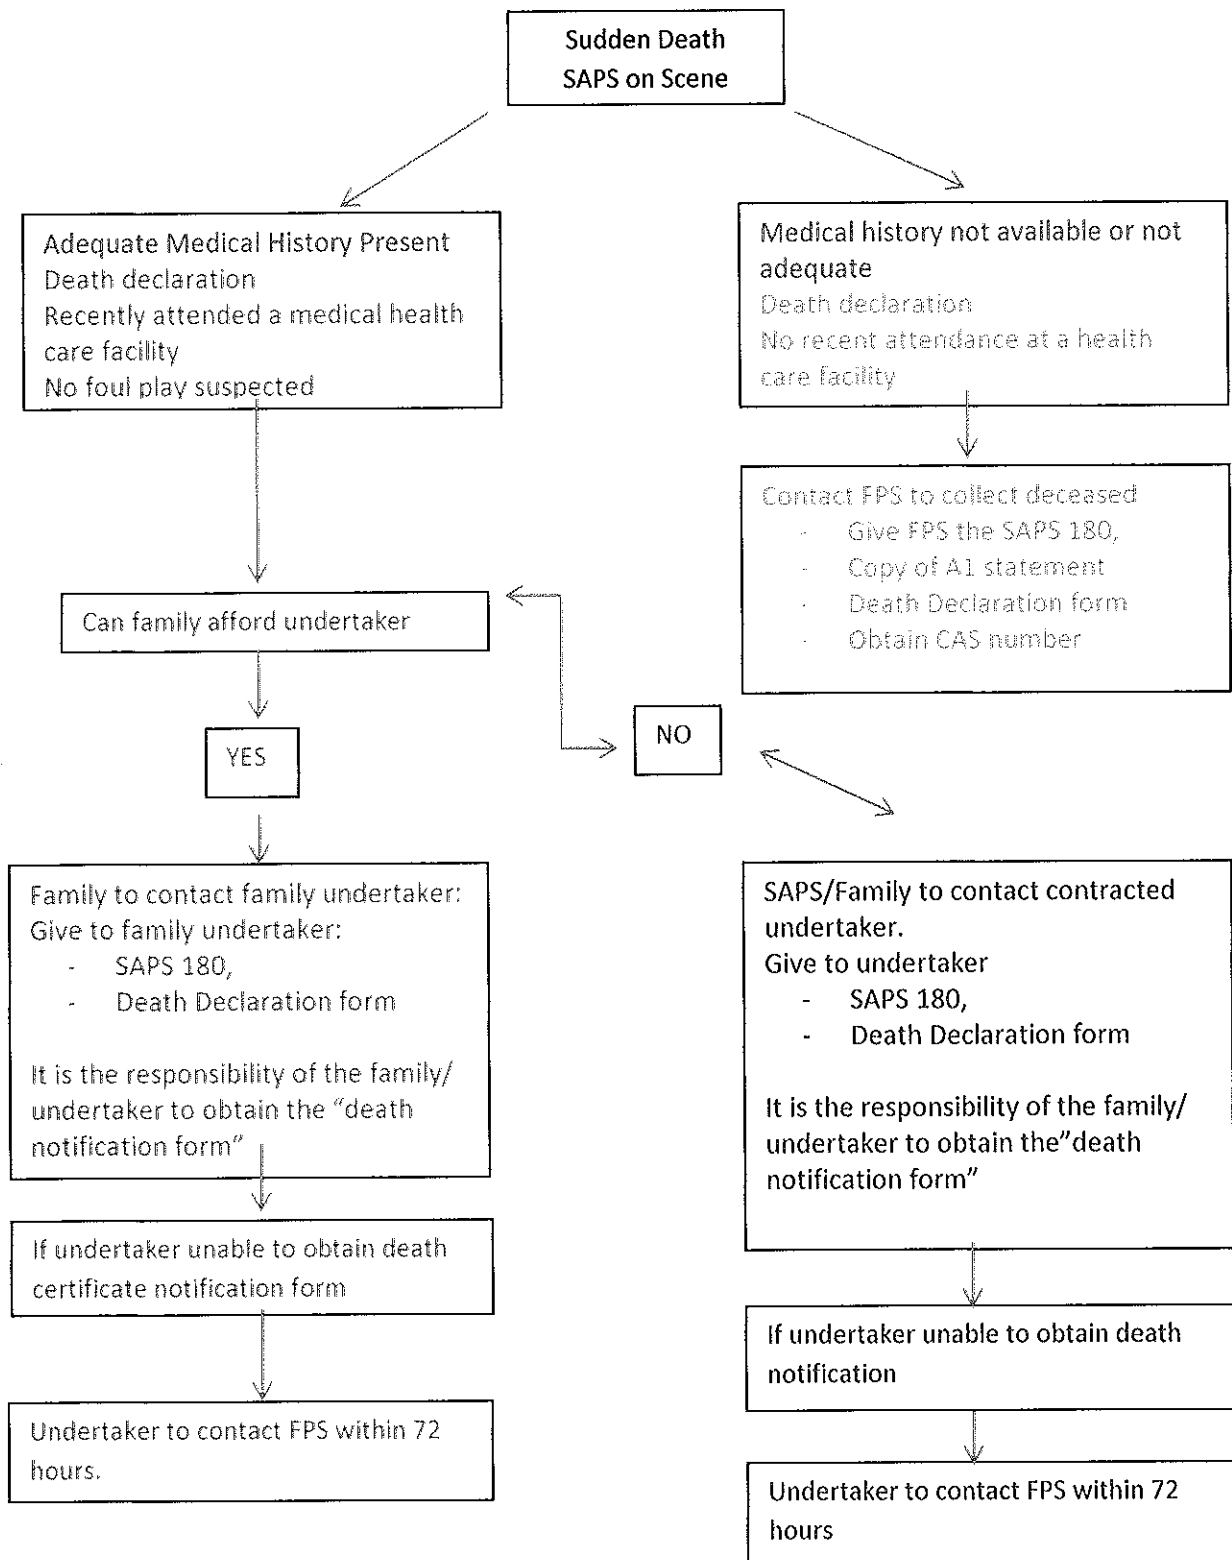 Sudden Death
SAPS on Scene
Adequate Medical History Present
Death declaration
Recently attended a medical health
care facility
No foul play suspected
Medical history not available or not
adequate
Death declaration
No recent attendance at a health
care facility
Contact FPS to collect deceased
- Give FPS the SAPS 180,
- Copy of A1 statement
- Death Declaration form
- Obtain CAS number
Can family afford undertaker
YES
NO
Family to contact family undertaker:
Give to family undertaker:
- SAPS 180,
- Death Declaration form
It is the responsibility of the family/
undertaker to obtain the "death
notification form"
SAPS/Family to contact contracted
undertaker.
Give to undertaker
- SAPS 180,
- Death Declaration form
It is the responsibility of the family/
undertaker to obtain the"death
notification form"
If undertaker unable to obtain death
certificate notification form
If undertaker unable to obtain death
notification
Undertaker to contact FPS within 72
hours.
Undertaker to contact FPS within 72
hours